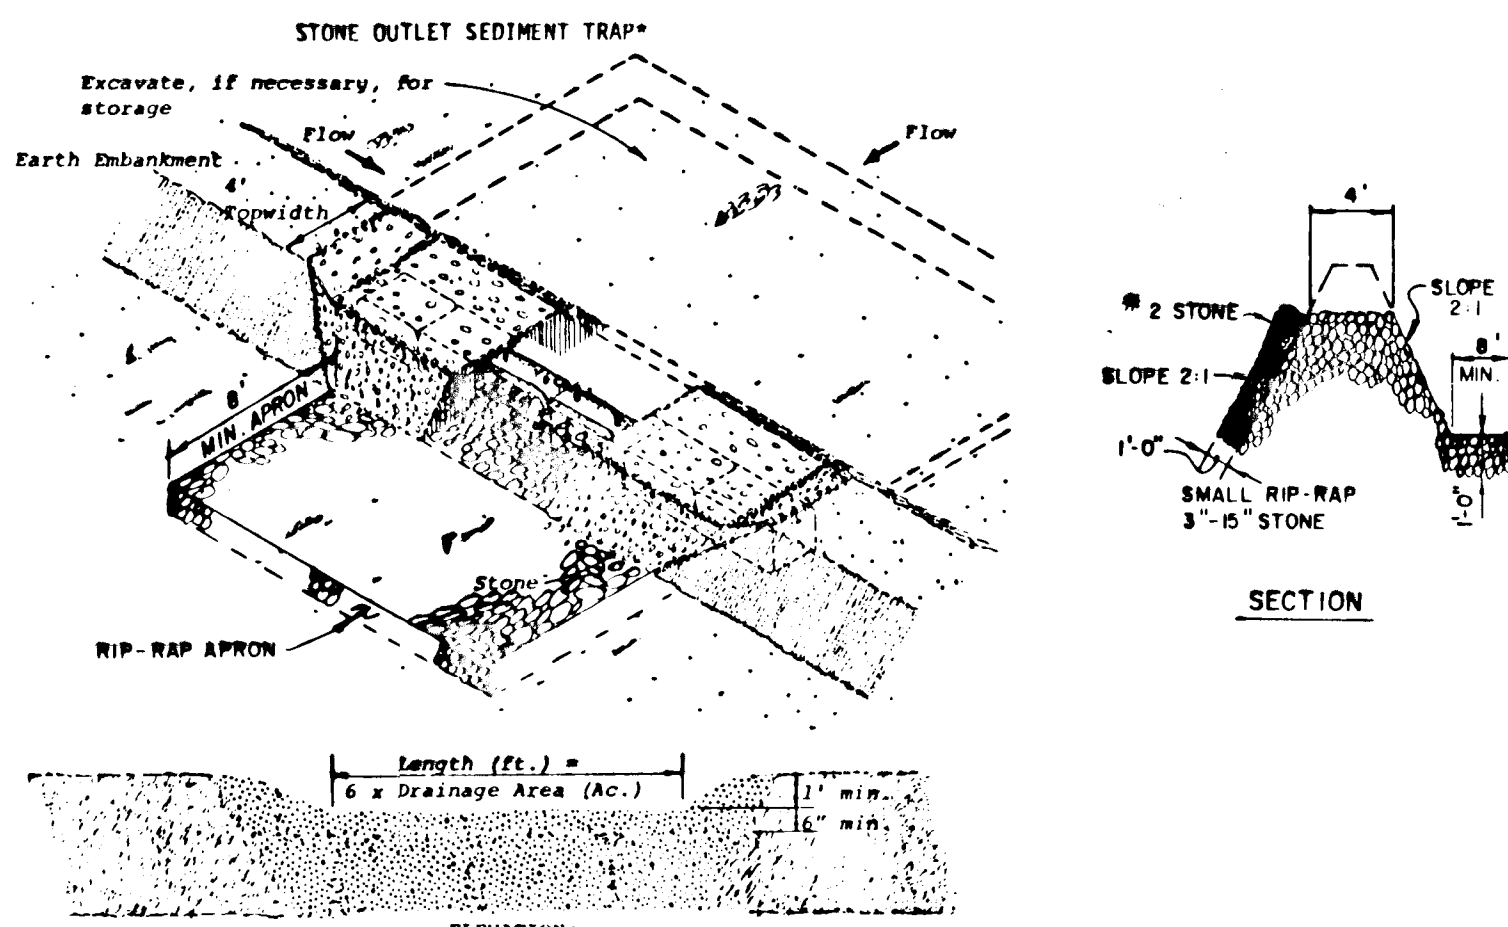 STONE OUTLET SEDIMENT TRAP*
Excavate, if necessary, for
storage
Flow
Flow
Earth Embankment
4'
Topwidth
8'
MIN. APRON
Stone
RIP-RAP APRON
Length (ft.) =
6 x Drainage Area (Ac.)
1' min.
6" min.
4'
# 2 STONE
SLOPE
2:1
8'
MIN.
SLOPE 2:1
1'-0"
SMALL RIP-RAP
3"-15" STONE
1'-0"
SECTION